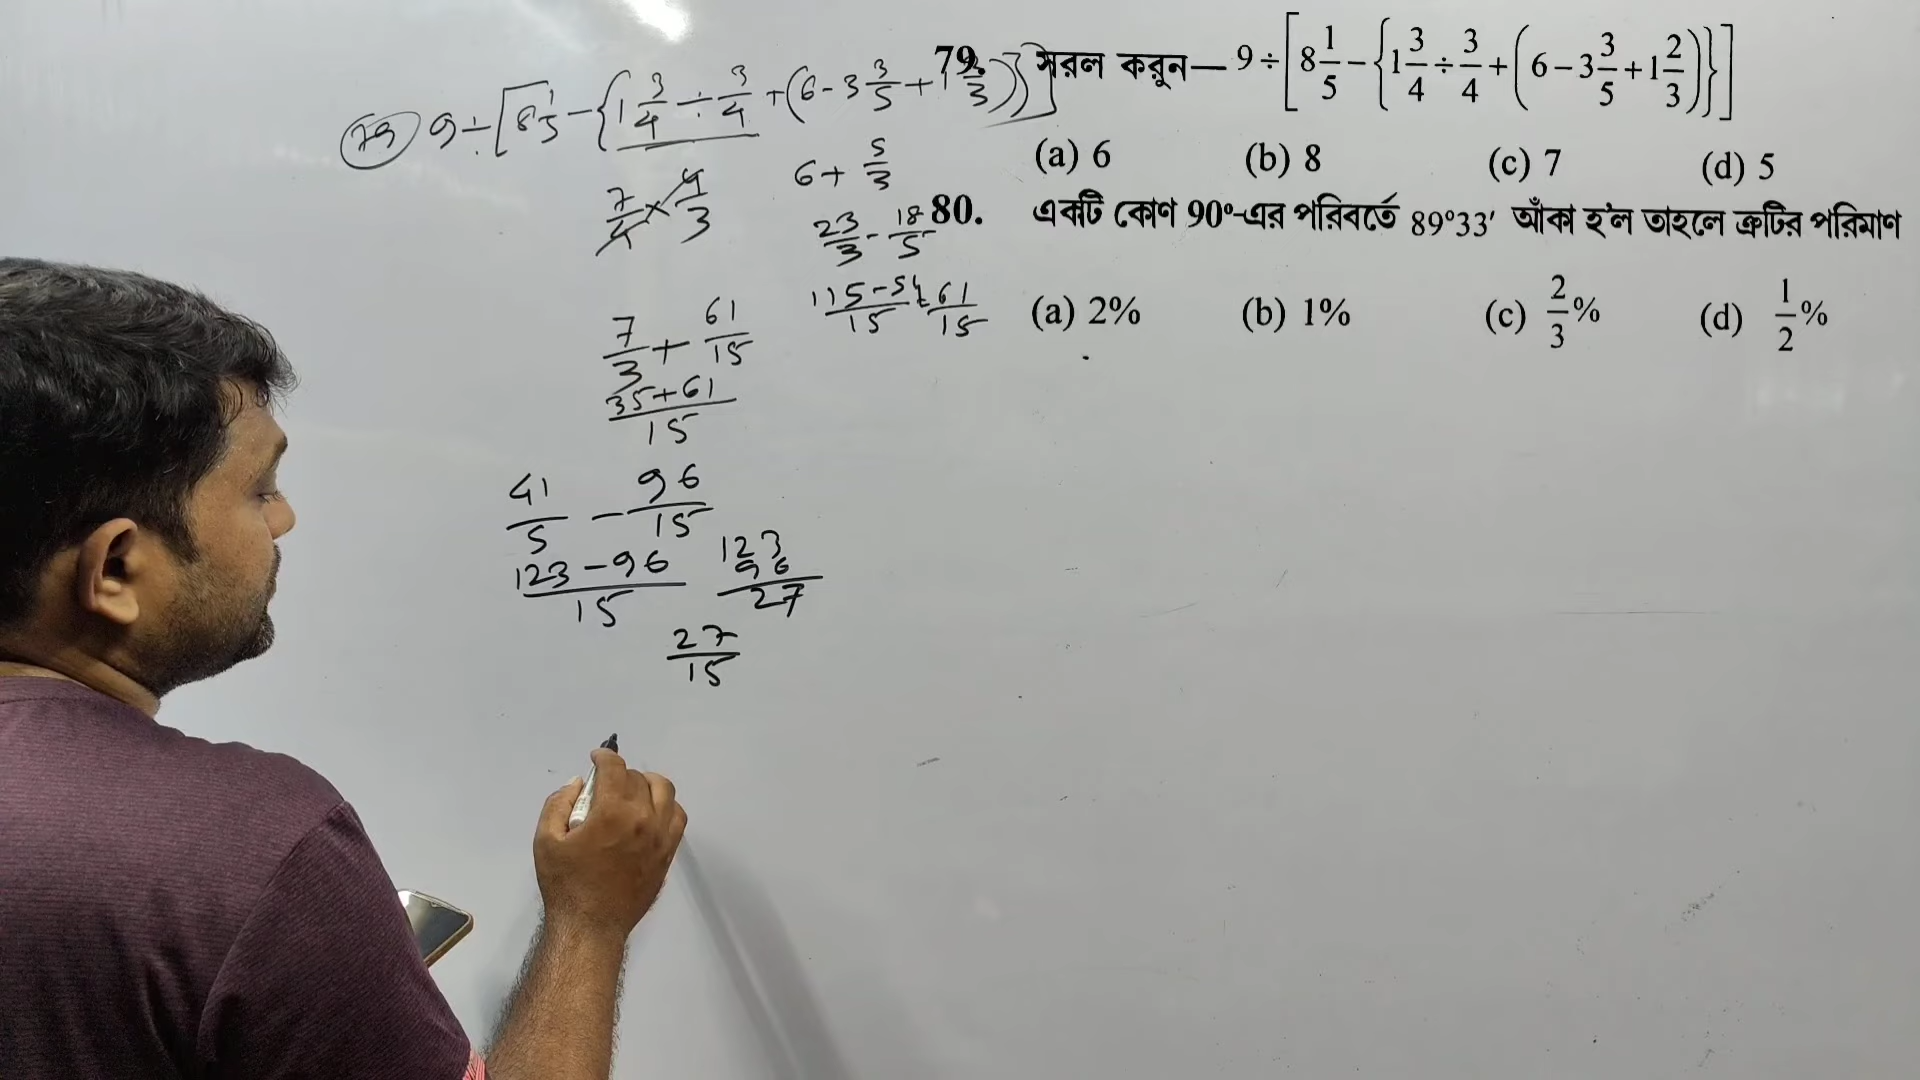 79. সরল করুন— 9 ÷ [8 1/5 − {1 3/4 ÷ 3/4 + (6 − 3 3/5 + 1 2/3)}]
(a) 6 (b) 8 (c) 7 (d) 5
80. একটি কোণ 90°-এর পরিবর্তে 89°33′ আঁকা হ'ল তাহলে ত্রুটির পরিমাণ
(a) 2% (b) 1% (c) 2/3% (d) 1/2%
79 9 ÷ [8 1/5 − {1 3/4 ÷ 3/4 + (6 − 3 3/5 + 1 2/3)}]
7/4 × 4/3
6 + 5/3
23/3 − 18/5
115−54/15 = 61/15
7/3 + 61/15
35+61/15
41/5 − 96/15
123−96/15
123
96
27
27/15